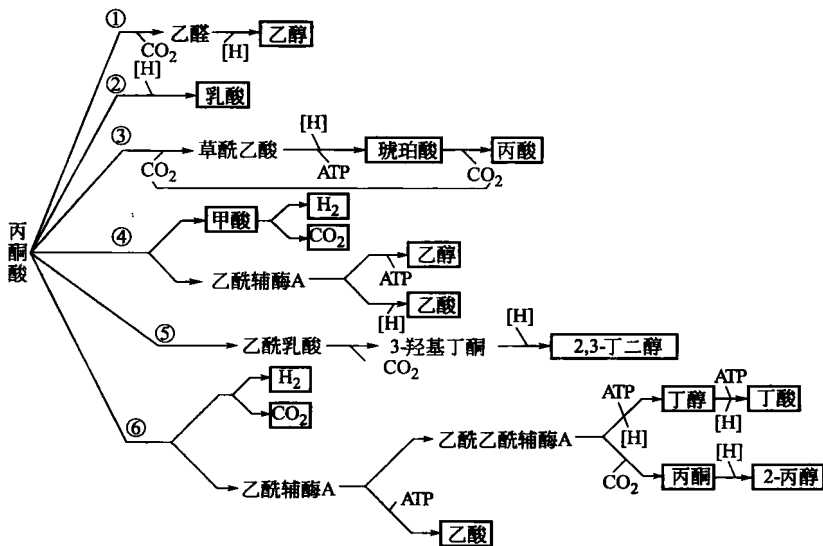 ① CO₂ 乙醛 [H] 乙醇
② [H] 乳酸
③ CO₂ 草酰乙酸 [H] ATP 琥珀酸 CO₂ 丙酸
丙酮酸
④ 甲酸 H₂
CO₂
乙酰辅酶A ATP 乙醇
[H] 乙酸
⑤ 乙酰乳酸 CO₂ 3-羟基丁酮 [H] 2,3-丁二醇
⑥ H₂
CO₂
乙酰辅酶A 乙酰乙酰辅酶A ATP [H] 丁醇 ATP [H] 丁酸
CO₂ 丙酮 [H] 2-丙醇
ATP 乙酸